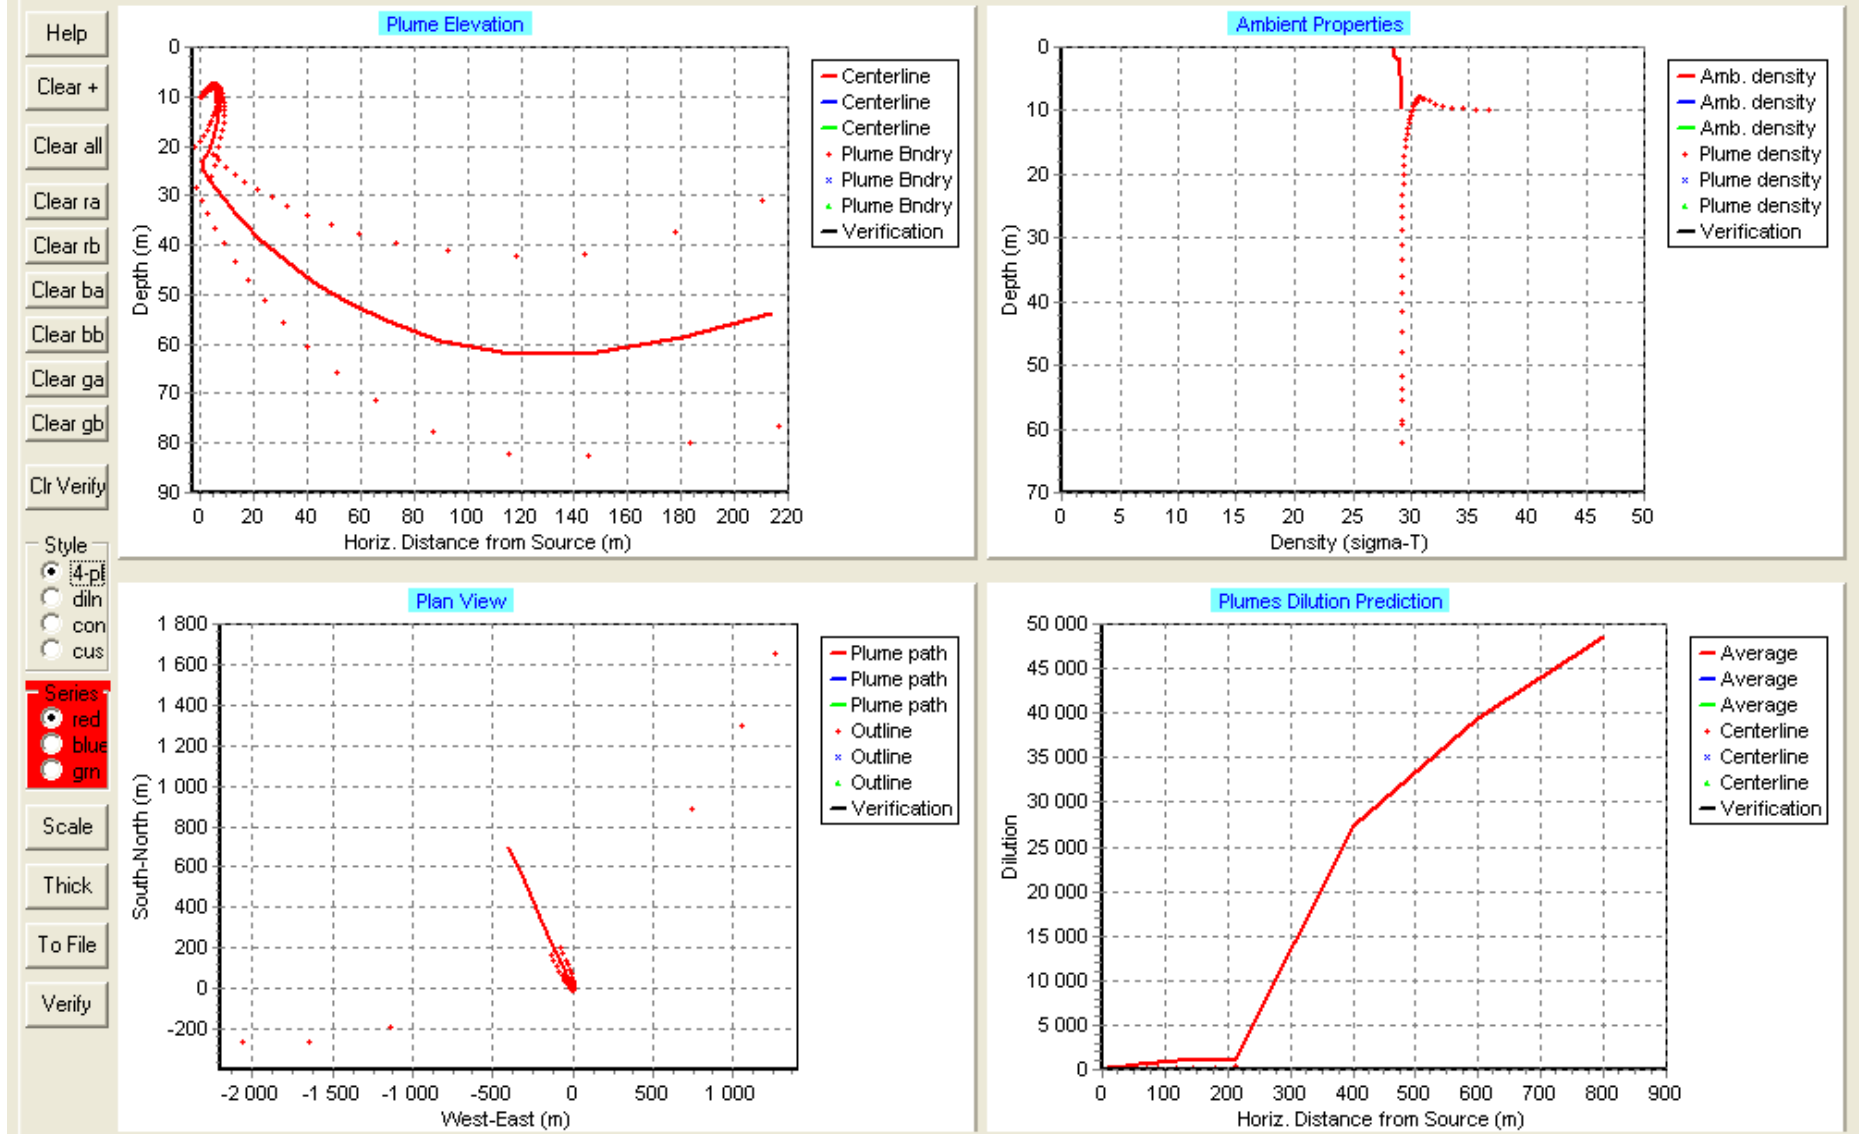 Help
Clear +
Clear all
Clear ra
Clear rb
Clear ba
Clear bb
Clear ga
Clear gb
Clr Verify
Style
4-pl
diln
con
cus
Series
red
blue
grn
Scale
Thick
To File
Verify
Plume Elevation
0
10
20
30
40
50
60
70
80
90
Depth (m)
0 20 40 60 80 100 120 140 160 180 200 220
Horiz. Distance from Source (m)
Centerline
Centerline
Centerline
Plume Bndry
Plume Bndry
Plume Bndry
Verification
Ambient Properties
0
10
20
30
40
50
60
70
Depth (m)
0 5 10 15 20 25 30 35 40 45 50
Density (sigma-T)
Amb. density
Amb. density
Amb. density
Plume density
Plume density
Plume density
Verification
Plan View
1 800
1 600
1 400
1 200
1 000
800
600
400
200
0
-200
South-North (m)
-2 000 -1 500 -1 000 -500 0 500 1 000
West-East (m)
Plume path
Plume path
Plume path
Outline
Outline
Outline
Verification
Plumes Dilution Prediction
50 000
45 000
40 000
35 000
30 000
25 000
20 000
15 000
10 000
5 000
0
Dilution
0 100 200 300 400 500 600 700 800 900
Horiz. Distance from Source (m)
Average
Average
Average
Centerline
Centerline
Centerline
Verification